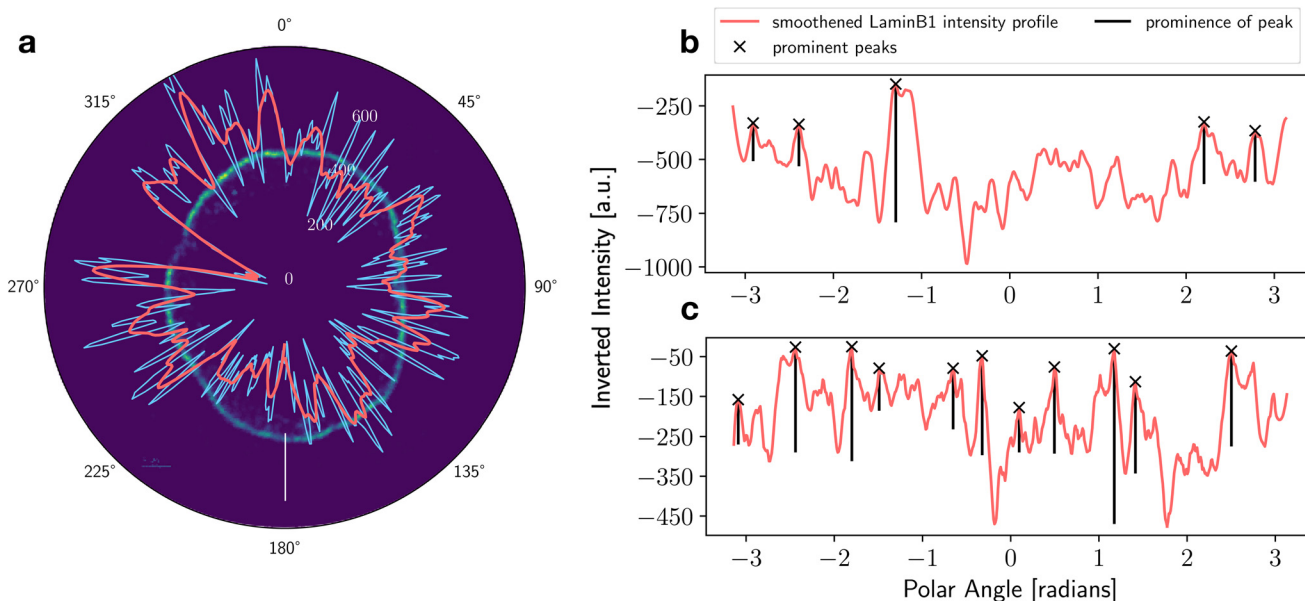 a
0°
45°
90°
135°
180°
225°
270°
315°
600
400
200
0
smoothened LaminB1 intensity profile
prominence of peak
prominent peaks
b
−250
−500
−750
−1000
−3 −2 −1 0 1 2 3
c
−50
−150
−250
−350
−450
−3 −2 −1 0 1 2 3
Inverted Intensity [a.u.]
Polar Angle [radians]